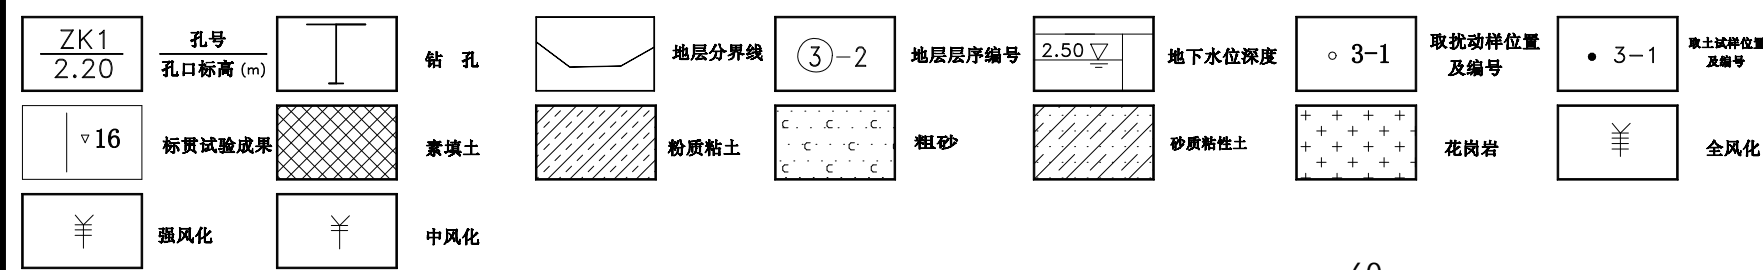 ZK1
2.20
孔号
孔口标高(m)
钻 孔
地层分界线
③-2
地层层序编号
2.50
地下水位深度
3-1
取扰动样位置
及编号
3-1
取土试样位置
及编号
16
标贯试验成果
素填土
粉质粘土
c c c
c c
c c c
粗砂
砂质粘性土
花岗岩
全风化
强风化
中风化